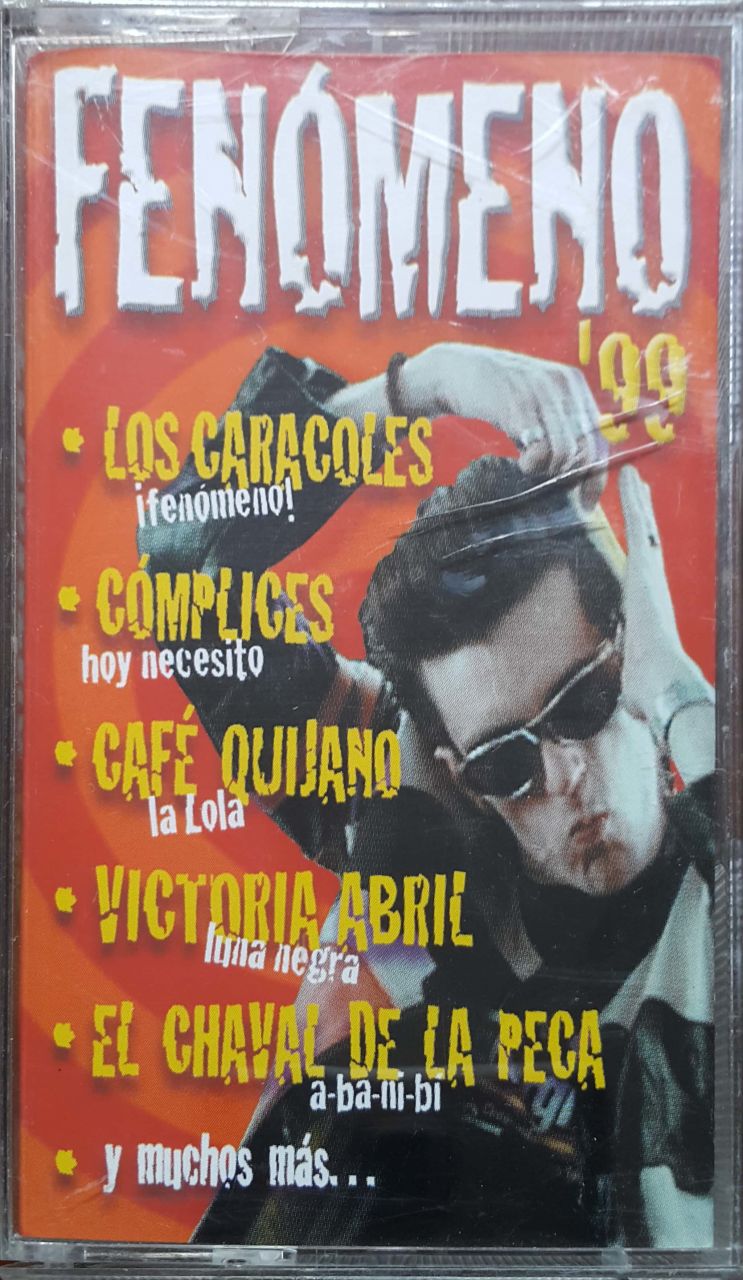 FENÓMENO
'99
• LOS CARACOLES
¡fenómeno!
• CÓMPLICES
hoy necesito
• CAFÉ QUIJANO
la Lola
• VICTORIA ABRIL
luna negra
• EL CHAVAL DE LA PECA
a-ba-ni-bi
• y muchos más...